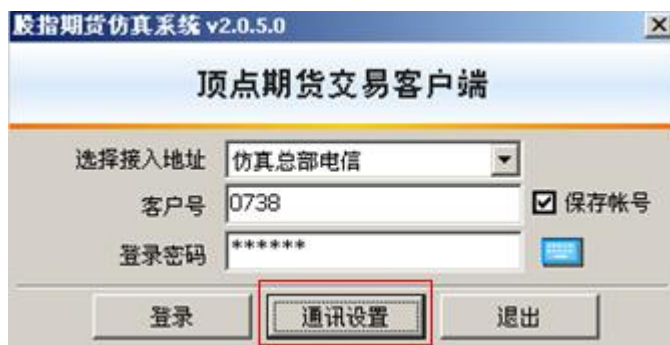 股指期货仿真系统 v2.0.5.0
顶点期货交易客户端
选择接入地址 仿真总部电信
客户号 0738 保存帐号
登录密码 ******
登录 通讯设置 退出